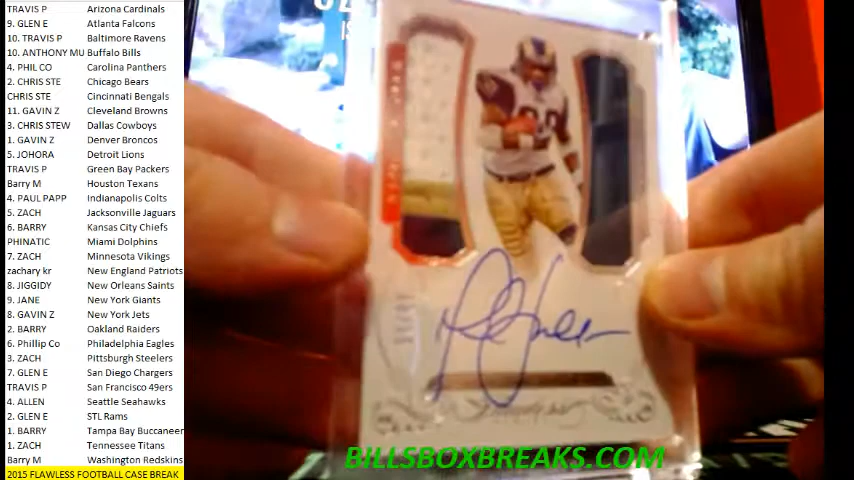 TRAVIS P Arizona Cardinals
9. GLEN E Atlanta Falcons
10. TRAVIS P Baltimore Ravens
10. ANTHONY MU Buffalo Bills
4. PHIL CO Carolina Panthers
2. CHRIS STE Chicago Bears
CHRIS STE Cincinnati Bengals
11. GAVIN Z Cleveland Browns
3. CHRIS STEW Dallas Cowboys
1. GAVIN Z Denver Broncos
5. JOHORA Detroit Lions
TRAVIS P Green Bay Packers
Barry M Houston Texans
4. PAUL PAPP Indianapolis Colts
5. ZACH Jacksonville Jaguars
6. BARRY Kansas City Chiefs
PHINATIC Miami Dolphins
7. ZACH Minnesota Vikings
zachary kr New England Patriots
8. JIGGIDY New Orleans Saints
9. JANE New York Giants
8. GAVIN Z New York Jets
2. BARRY Oakland Raiders
6. Phillip Co Philadelphia Eagles
3. ZACH Pittsburgh Steelers
7. GLEN E San Diego Chargers
TRAVIS P San Francisco 49ers
4. ALLEN Seattle Seahawks
2. GLEN E STL Rams
1. BARRY Tampa Bay Buccaneer
1. ZACH Tennessee Titans
Barry M Washington Redskins
2015 FLAWLESS FOOTBALL CASE BREAK
BILLSBOXBREAKS.COM